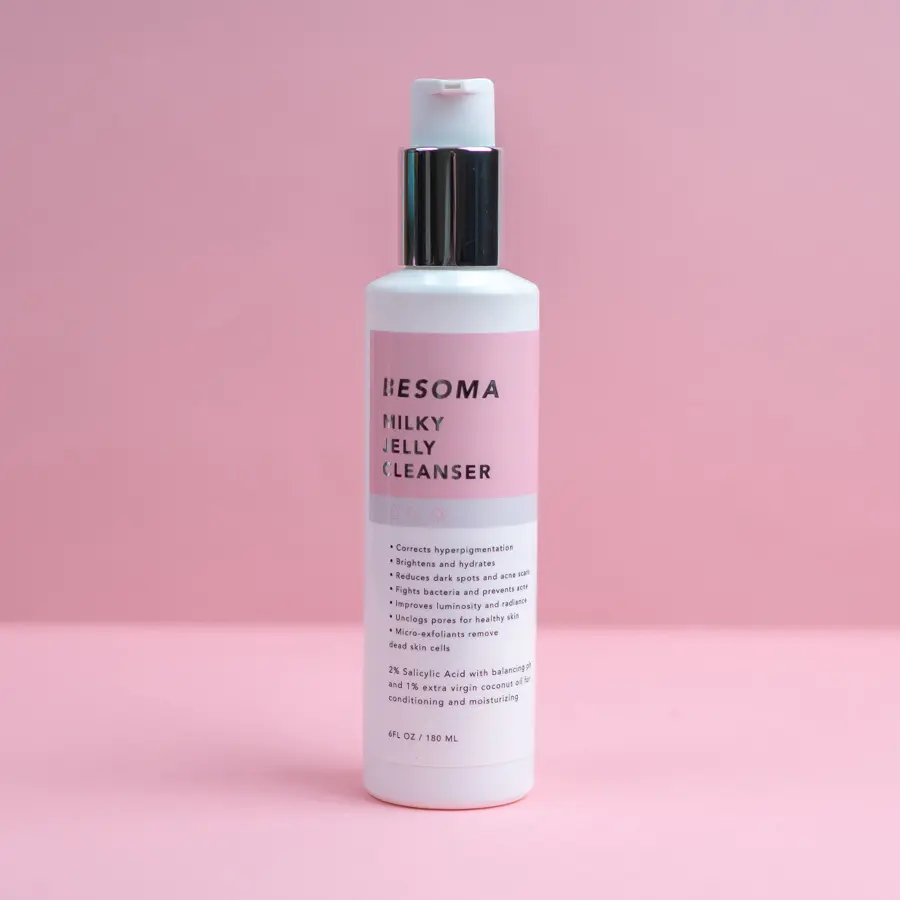 BESOMA
MILKY
JELLY
CLEANSER
• Corrects hyperpigmentation
• Brightens and hydrates
• Reduces dark spots and acne scars
• Fights bacteria and prevents acne
• Improves luminosity and radiance
• Unclogs pores for healthy skin
• Micro-exfoliants remove
dead skin cells
2% Salicylic Acid with balancing pH
and 1% extra virgin coconut oil for
conditioning and moisturizing
6FL OZ / 180 ML